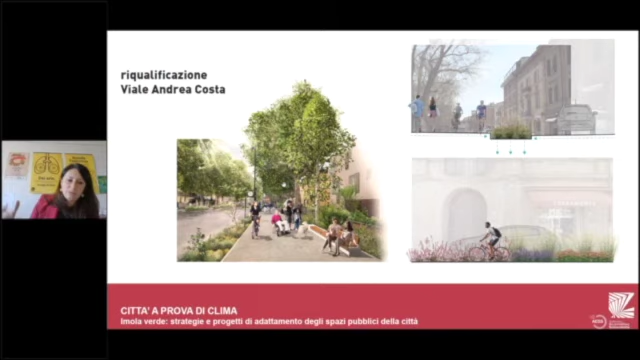 riqualificazione
Viale Andrea Costa
CITTA' A PROVA DI CLIMA
Imola verde: strategie e progetti di adattamento degli spazi pubblici della città